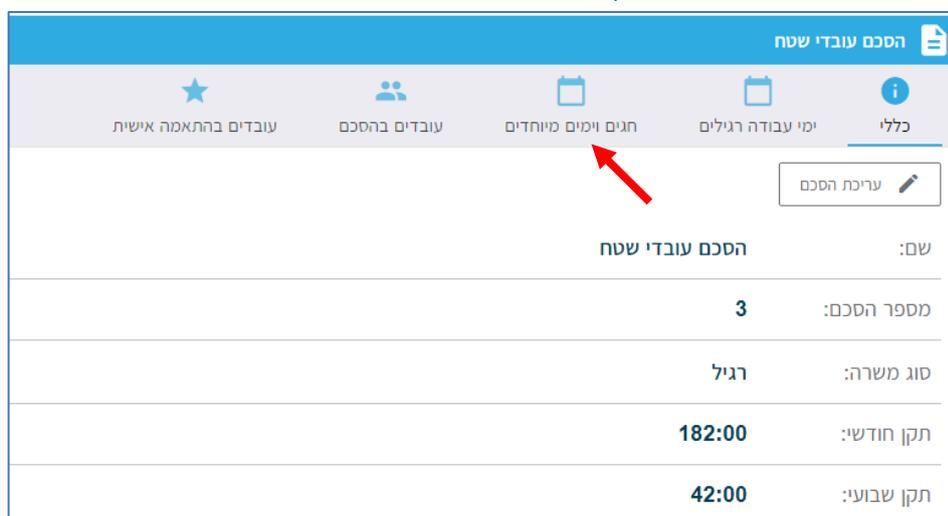 הסכם עובדי שטח
כללי ימי עבודה רגילים חגים וימים מיוחדים עובדים בהסכם עובדים בהתאמה אישית
עריכת הסכם
שם: הסכם עובדי שטח
מספר הסכם: 3
סוג משרה: רגיל
תקן חודשי: 182:00
תקן שבועי: 42:00